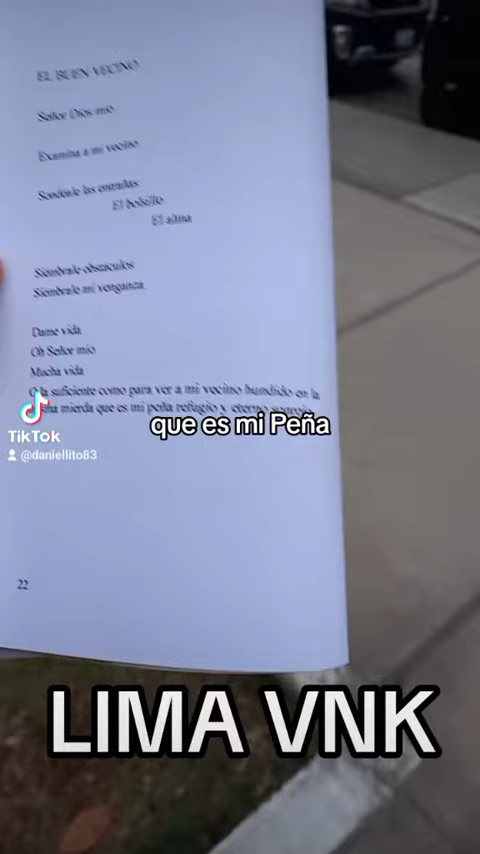 EL BUEN VECINO
Señor Dios mío
Examina a mi vecino
Sondéale las entrañas
El bolsillo
El alma
Siémbrale obstáculos
Siémbrale mi venganza
Dame vida
Oh Señor mío
Mucha vida
O la suficiente como para ver a mi vecino hundido en la
mierda que es mi peña refugio y eterno
que es mi Peña
TikTok
@daniellito83
22
LIMA VNK